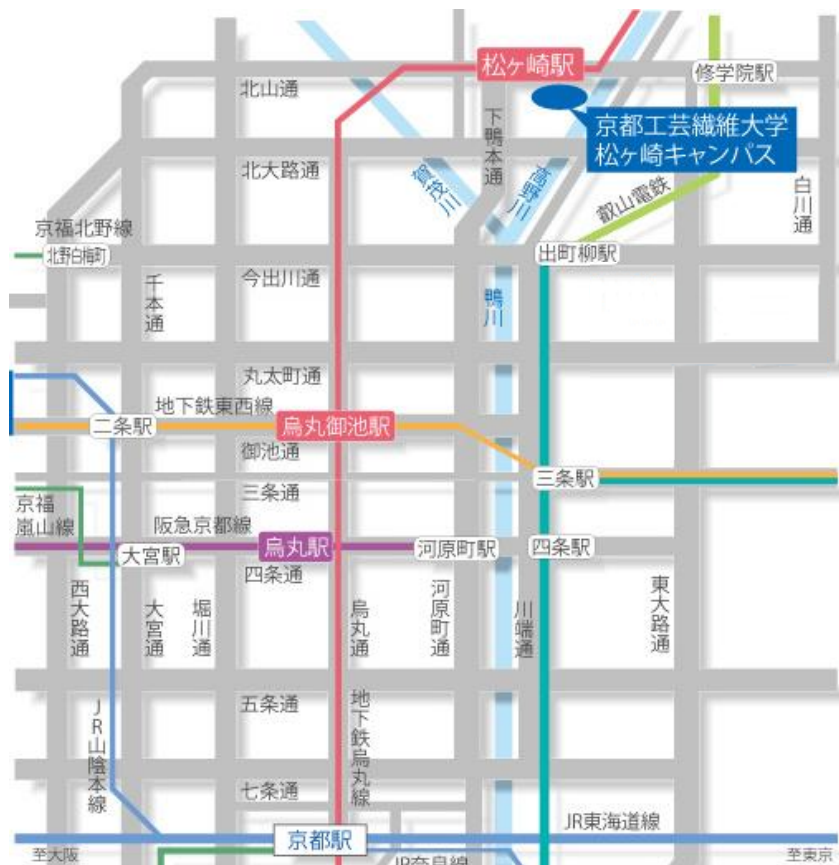 松ヶ崎駅
修学院駅
北山通
下鴨本通
京都工芸繊維大学
松ヶ崎キャンパス
北大路通
賀茂川
高野川
叡山電鉄
白川通
京福北野線
北野白梅町
出町柳駅
今出川通
千本通
鴨川
丸太町通
地下鉄東西線
二条駅
烏丸御池駅
御池通
三条駅
三条通
京福
嵐山線
阪急京都線
大宮駅
烏丸駅
河原町駅
四条駅
四条通
西大路通
大宮通
堀川通
烏丸通
河原町通
川端通
東大路通
五条通
JR山陰本線
地下鉄烏丸線
七条通
京都駅
JR東海道線
至大阪
JR奈良線
至東京